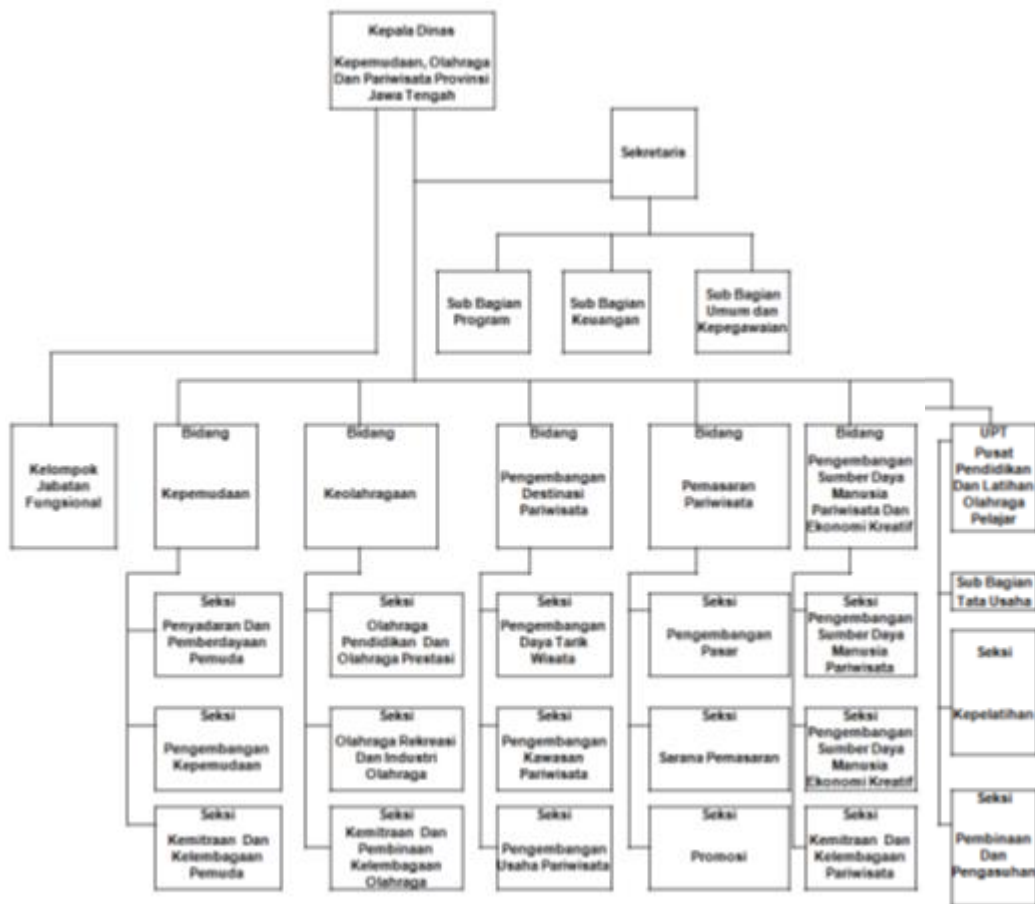 Kepala Dinas
Kepemudaan, Olahraga
Dan Pariwisata Provinsi
Jawa Tengah
Sekretaris
Sub Bagian
Program
Sub Bagian
Keuangan
Sub Bagian
Umum dan
Kepegawaian
Kelompok
Jabatan
Fungsional
Bidang
Kepemudaan
Bidang
Keolahragaan
Bidang
Pengembangan
Destinasi
Pariwisata
Bidang
Pemasaran
Pariwisata
Bidang
Pengembangan
Sumber Daya
Manusia
Pariwisata Dan
Ekonomi Kreatif
UPT
Pusat
Pendidikan
Dan Latihan
Olahraga
Pelajar
Seksi
Penyadaran Dan
Pemberdayaan
Pemuda
Seksi
Olahraga
Pendidikan Dan
Olahraga Prestasi
Seksi
Pengembangan
Daya Tarik
Wisata
Seksi
Pengembangan
Pasar
Seksi
Pengembangan
Sumber Daya
Manusia
Pariwisata
Sub Bagian
Tata Usaha
Seksi
Pengembangan
Kepemudaan
Seksi
Olahraga Rekreasi
Dan Industri
Olahraga
Seksi
Pengembangan
Kawasan
Pariwisata
Seksi
Sarana Pemasaran
Seksi
Pengembangan
Sumber Daya
Manusia
Ekonomi Kreatif
Seksi
Kepelatihan
Seksi
Kemitraan Dan
Kelembagaan
Pemuda
Seksi
Kemitraan Dan
Pembinaan
Kelembagaan
Olahraga
Seksi
Pengembangan
Usaha Pariwisata
Seksi
Promosi
Seksi
Kemitraan Dan
Kelembagaan
Pariwisata
Seksi
Pembinaan
Dan
Pengasuhan